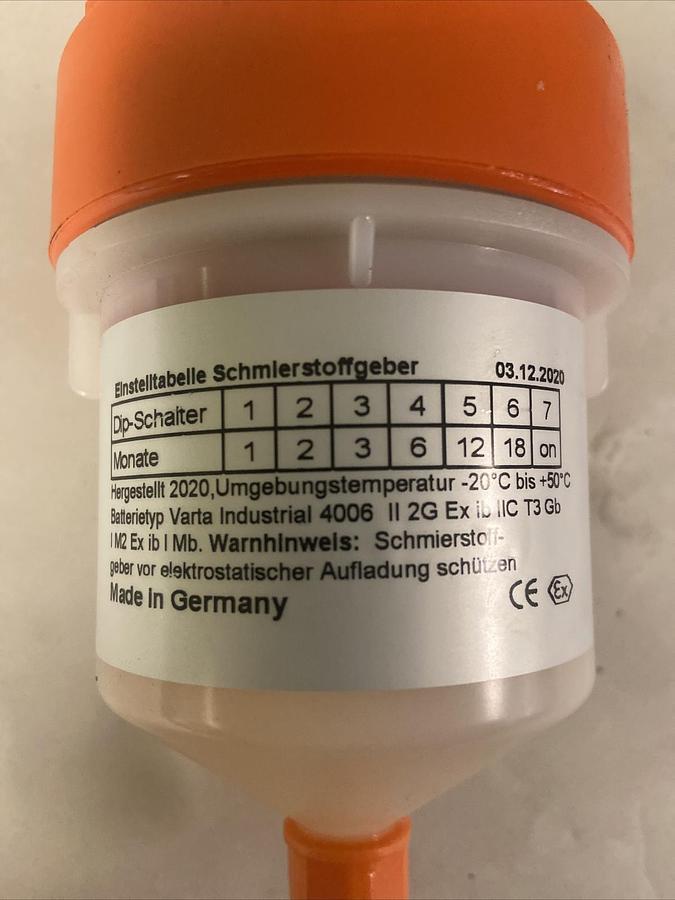 Einstelltabelle Schmierstoffgeber 03.12.2020
Dip-Schalter 1 2 3 4 5 6 7
Monate 1 2 3 6 12 18 on
Hergestellt 2020,Umgebungstemperatur -20°C bis +50°C
Batterietyp Varta Industrial 4006 II 2G Ex ib IIC T3 Gb
I M2 Ex ib I Mb. Warnhinweis: Schmierstoff-
geber vor elektrostatischer Aufladung schützen
Made in Germany CE Ex